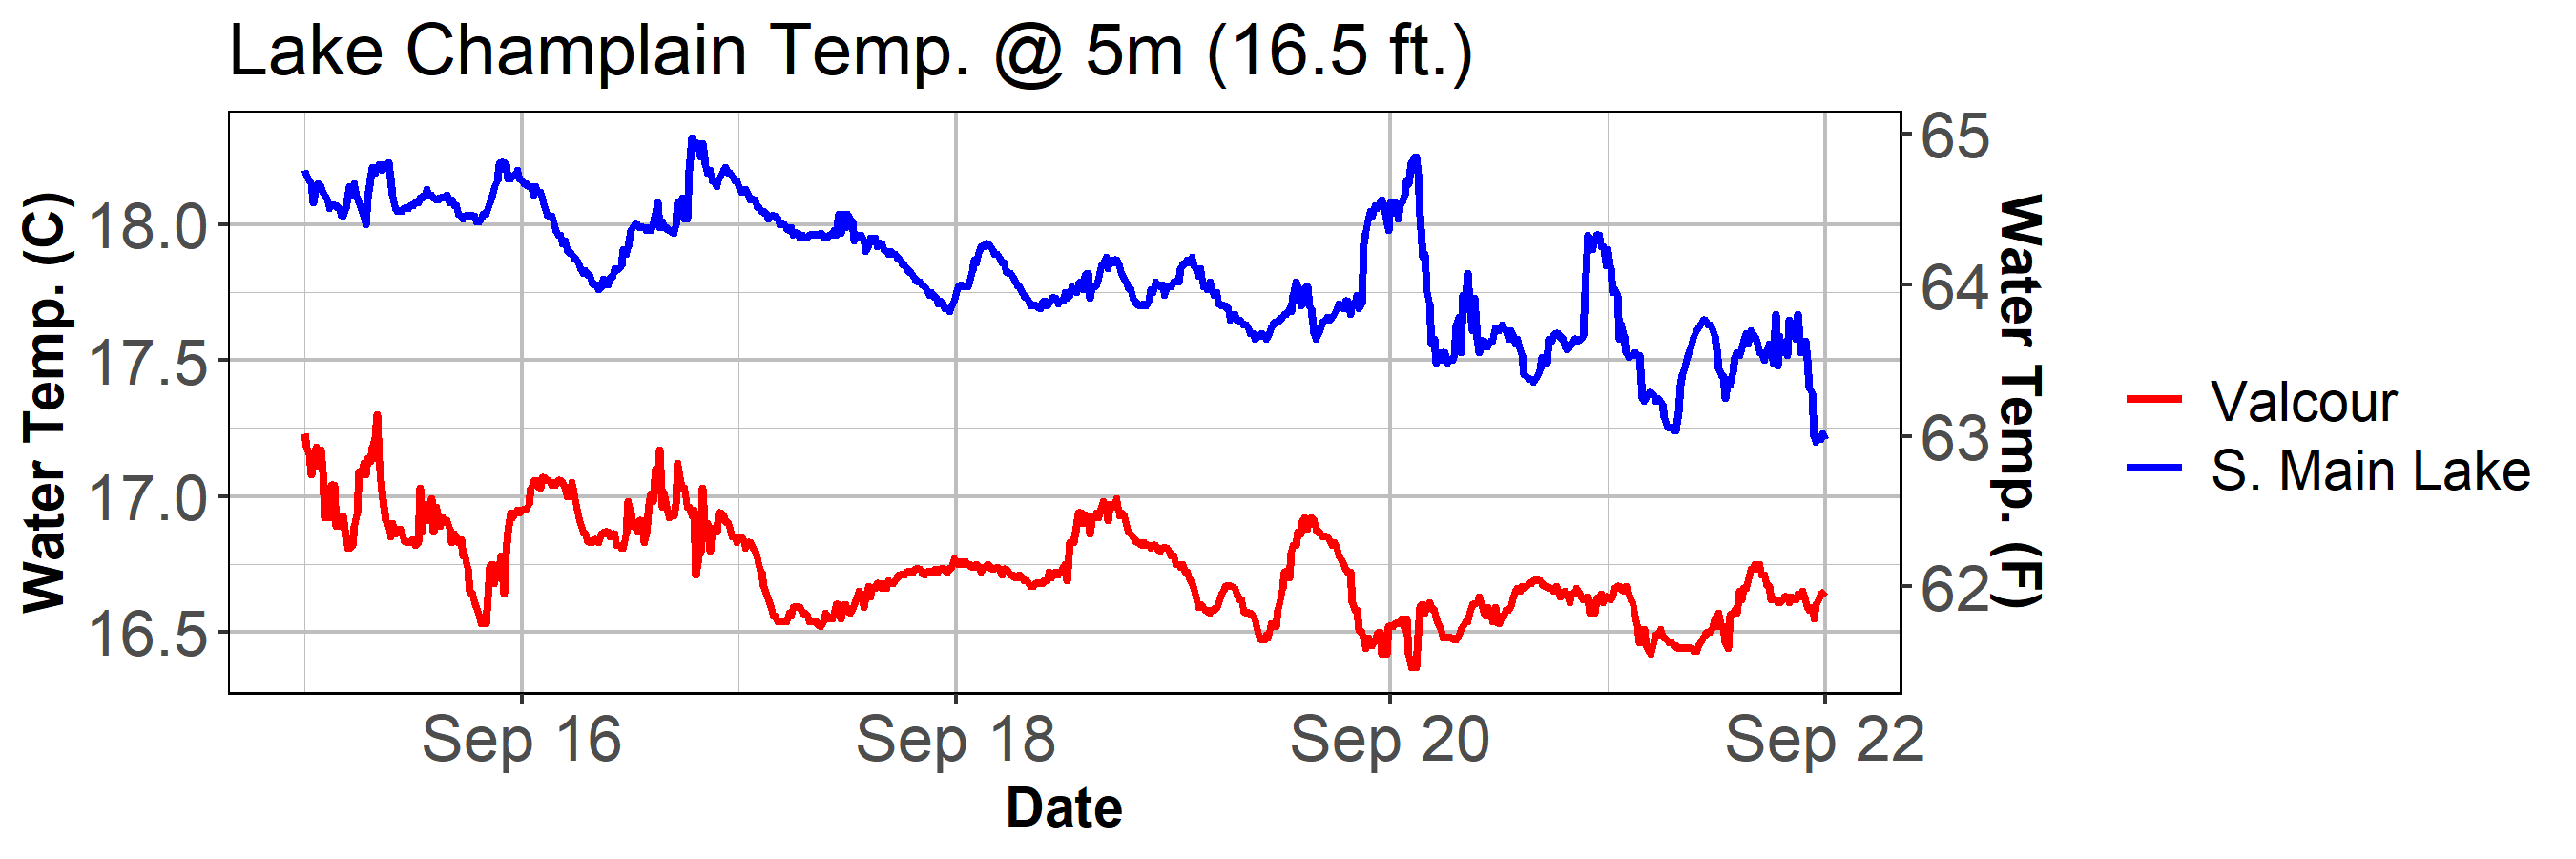 Lake Champlain Temp. @ 5m (16.5 ft.)
Water Temp. (C)
18.0
17.5
17.0
16.5
65
64
63
62
Water Temp. (F)
Sep 16
Sep 18
Sep 20
Sep 22
Date
Valcour
S. Main Lake